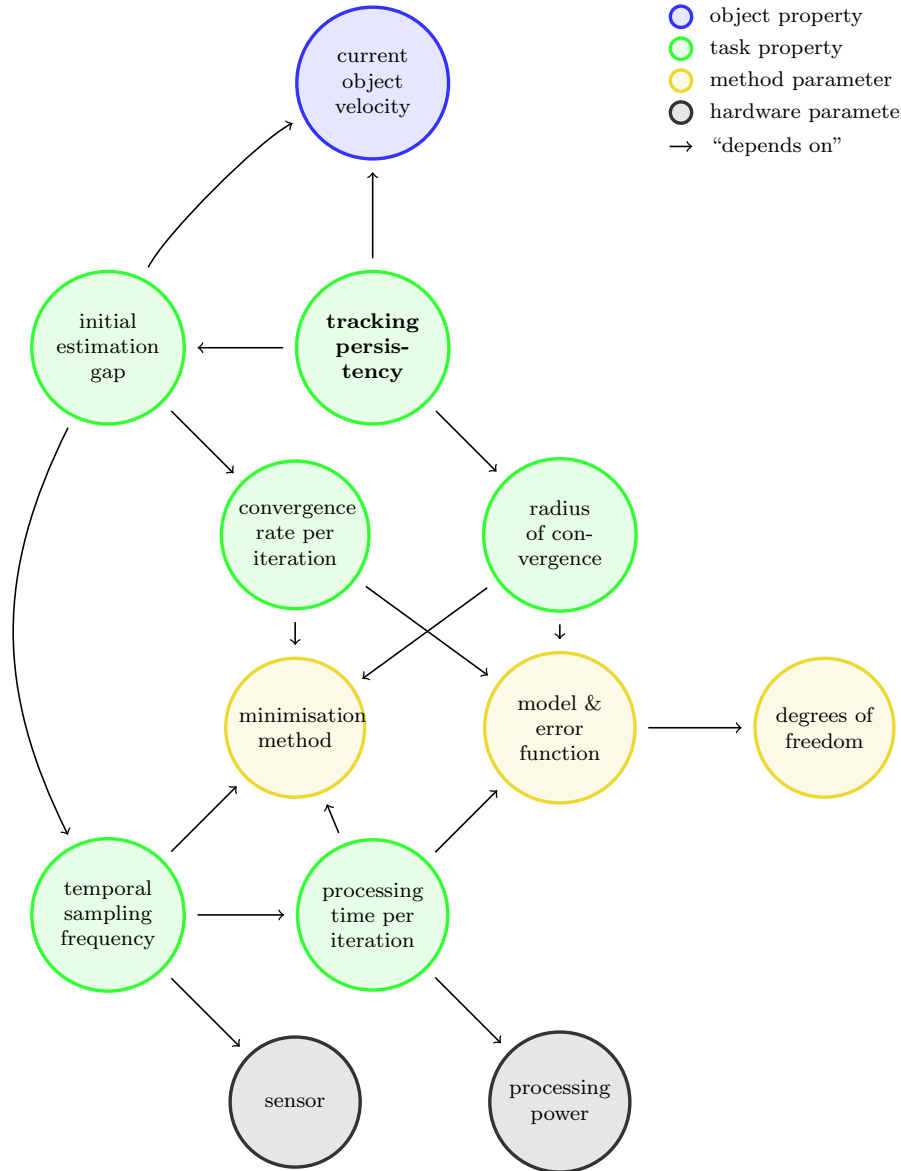 object property
task property
method parameter
hardware paramete
“depends on”
current
object
velocity
initial
estimation
gap
tracking
persis-
tency
convergence
rate per
iteration
radius
of con-
vergence
minimisation
method
model &
error
function
degrees of
freedom
temporal
sampling
frequency
processing
time per
iteration
sensor
processing
power